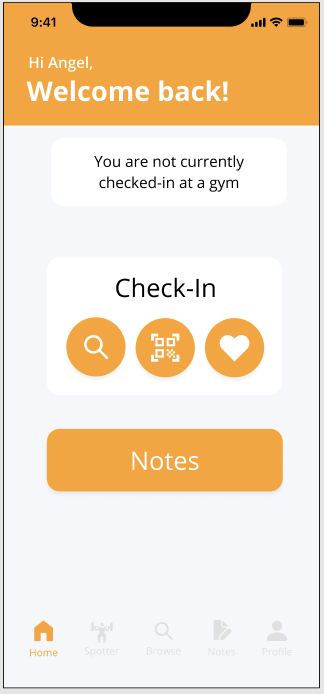 9:41
Hi Angel,
Welcome back!
You are not currently
checked-in at a gym
Check-In
Notes
Home Spotter Browse Notes Profile